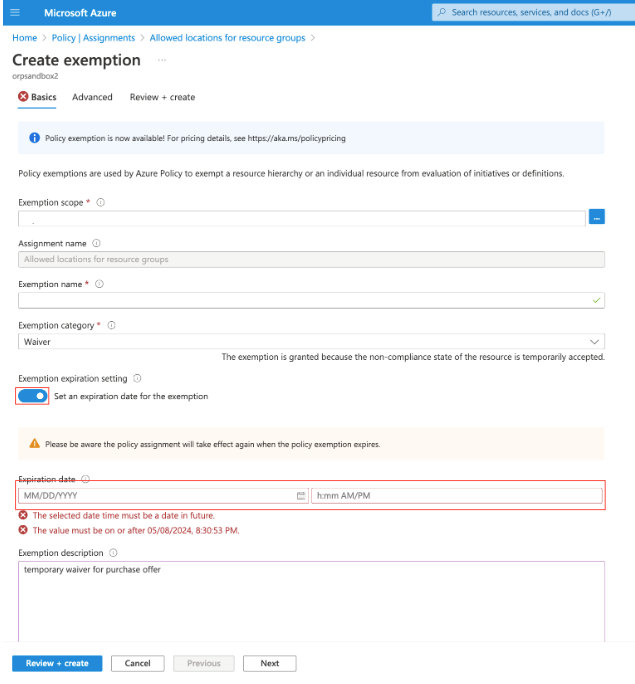 Microsoft Azure
Search resources, services, and docs (G+/)
Home > Policy | Assignments > Allowed locations for resource groups >
Create exemption ...
orpsandbox2
Basics Advanced Review + create
Policy exemption is now available! For pricing details, see https://aka.ms/policypricing
Policy exemptions are used by Azure Policy to exempt a resource hierarchy or an individual resource from evaluation of initiatives or definitions.
Exemption scope *
...
Assignment name
Allowed locations for resource groups
Exemption name *
Exemption category *
Waiver
The exemption is granted because the non-compliance state of the resource is temporarily accepted.
Exemption expiration setting
Set an expiration date for the exemption
Please be aware the policy assignment will take effect again when the policy exemption expires.
Expiration date
MM/DD/YYYY h:mm AM/PM
The selected date time must be a date in future.
The value must be on or after 05/08/2024, 8:30:53 PM.
Exemption description
temporary waiver for purchase offer
Review + create Cancel Previous Next